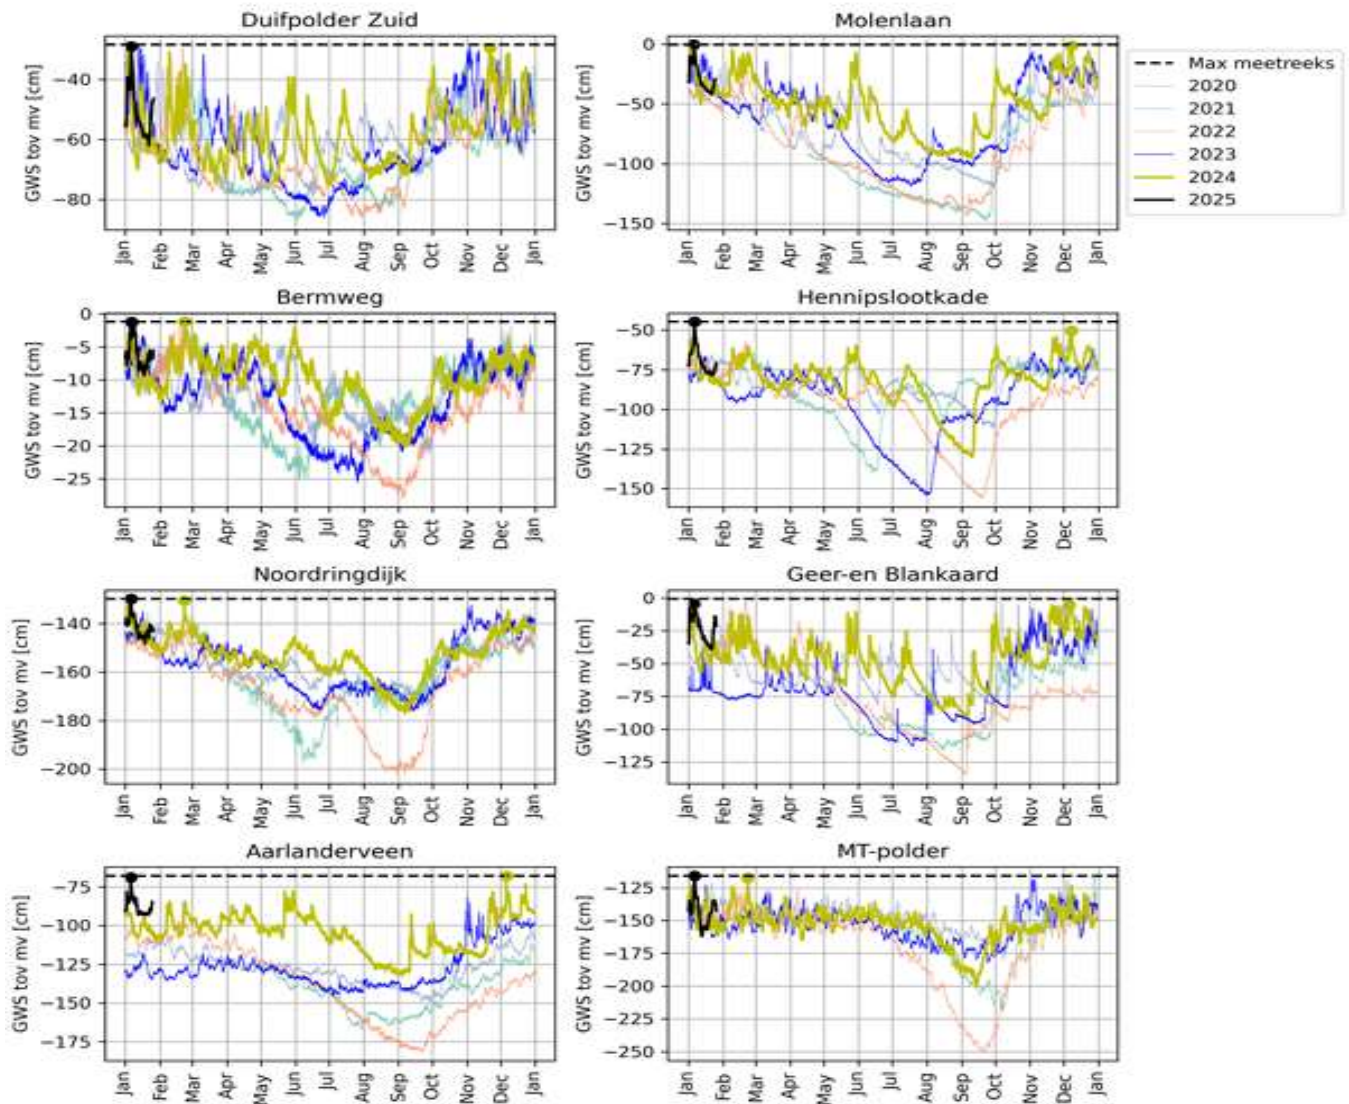 Duifpolder Zuid
GWS tov mv [cm]
−40
−60
−80
Jan Feb Mar Apr May Jun Jul Aug Sep Oct Nov Dec Jan
Molenlaan
GWS tov mv [cm]
0
−50
−100
−150
Jan Feb Mar Apr May Jun Jul Aug Sep Oct Nov Dec Jan
Max meetreeks
2020
2021
2022
2023
2024
2025
Bermweg
GWS tov mv [cm]
0
−5
−10
−15
−20
−25
Jan Feb Mar Apr May Jun Jul Aug Sep Oct Nov Dec Jan
Hennipslootkade
GWS tov mv [cm]
−50
−75
−100
−125
−150
Jan Feb Mar Apr May Jun Jul Aug Sep Oct Nov Dec Jan
Noordringdijk
GWS tov mv [cm]
−140
−160
−180
−200
Jan Feb Mar Apr May Jun Jul Aug Sep Oct Nov Dec Jan
Geer-en Blankaard
GWS tov mv [cm]
0
−25
−50
−75
−100
−125
Jan Feb Mar Apr May Jun Jul Aug Sep Oct Nov Dec Jan
Aarlanderveen
GWS tov mv [cm]
−75
−100
−125
−150
−175
Jan Feb Mar Apr May Jun Jul Aug Sep Oct Nov Dec Jan
MT-polder
GWS tov mv [cm]
−125
−150
−175
−200
−225
−250
Jan Feb Mar Apr May Jun Jul Aug Sep Oct Nov Dec Jan